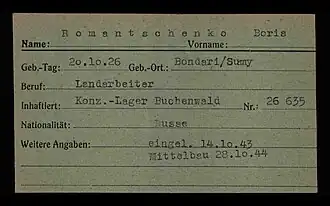 Romantschenko Boris
Name: Vorname:
Geb.-Tag: 20.10.26 Geb.-Ort.: Bondari/Sumy
Beruf: Landarbeiter
Inhaftiert: Konz.-Lager Buchenwald Nr.: 26 635
Nationalität: Russe
Weitere Angaben: eingel. 14.10.43
Mittelbau 28.10.44